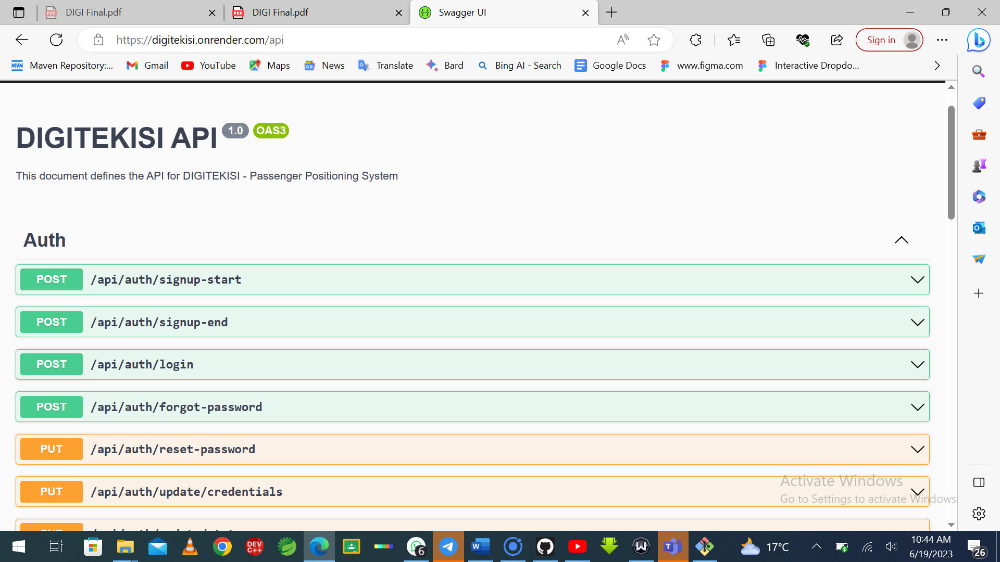 DIGI Final.pdf
DIGI Final.pdf
Swagger UI
https://digitekisi.onrender.com/api
Sign in
Maven Repository:...
Gmail
YouTube
Maps
News
Translate
Bard
Bing AI - Search
Google Docs
www.figma.com
Interactive Dropdo...
DIGITEKISI API 1.0 OAS3
This document defines the API for DIGITEKISI - Passenger Positioning System
Auth
POST /api/auth/signup-start
POST /api/auth/signup-end
POST /api/auth/login
POST /api/auth/forgot-password
PUT /api/auth/reset-password
PUT /api/auth/update/credentials
Activate Windows
Go to Settings to activate Windows.
DEV C++
6
17°C
10:44 AM
6/19/2023
26